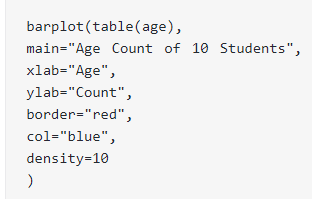 barplot(table(age),
main="Age Count of 10 Students",
xlab="Age",
ylab="Count",
border="red",
col="blue",
density=10
)